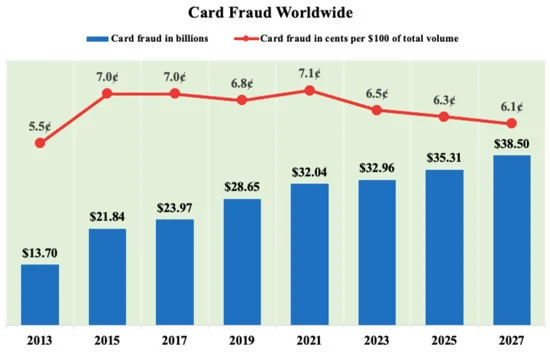 Card Fraud Worldwide
Card fraud in billions Card fraud in cents per $100 of total volume
5.5¢ 7.0¢ 7.0¢ 6.8¢ 7.1¢ 6.5¢ 6.3¢ 6.1¢
$13.70 $21.84 $23.97 $28.65 $32.04 $32.96 $35.31 $38.50
2013 2015 2017 2019 2021 2023 2025 2027